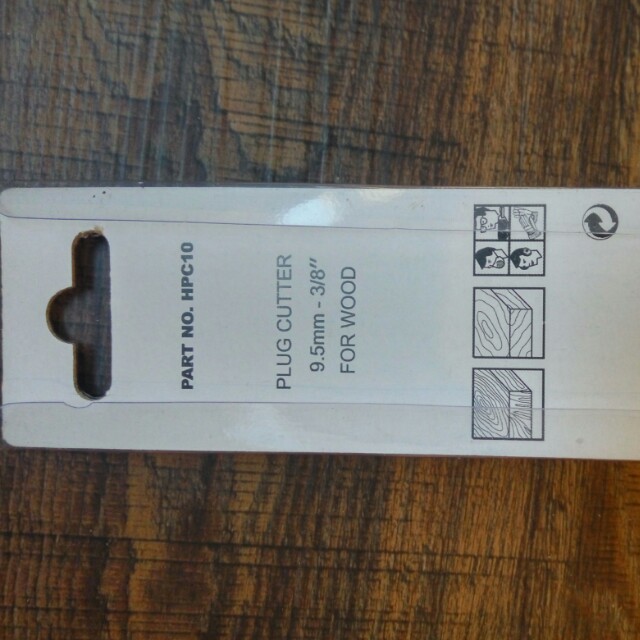 PART NO. HPC10
PLUG CUTTER
9.5mm - 3/8"
FOR WOOD